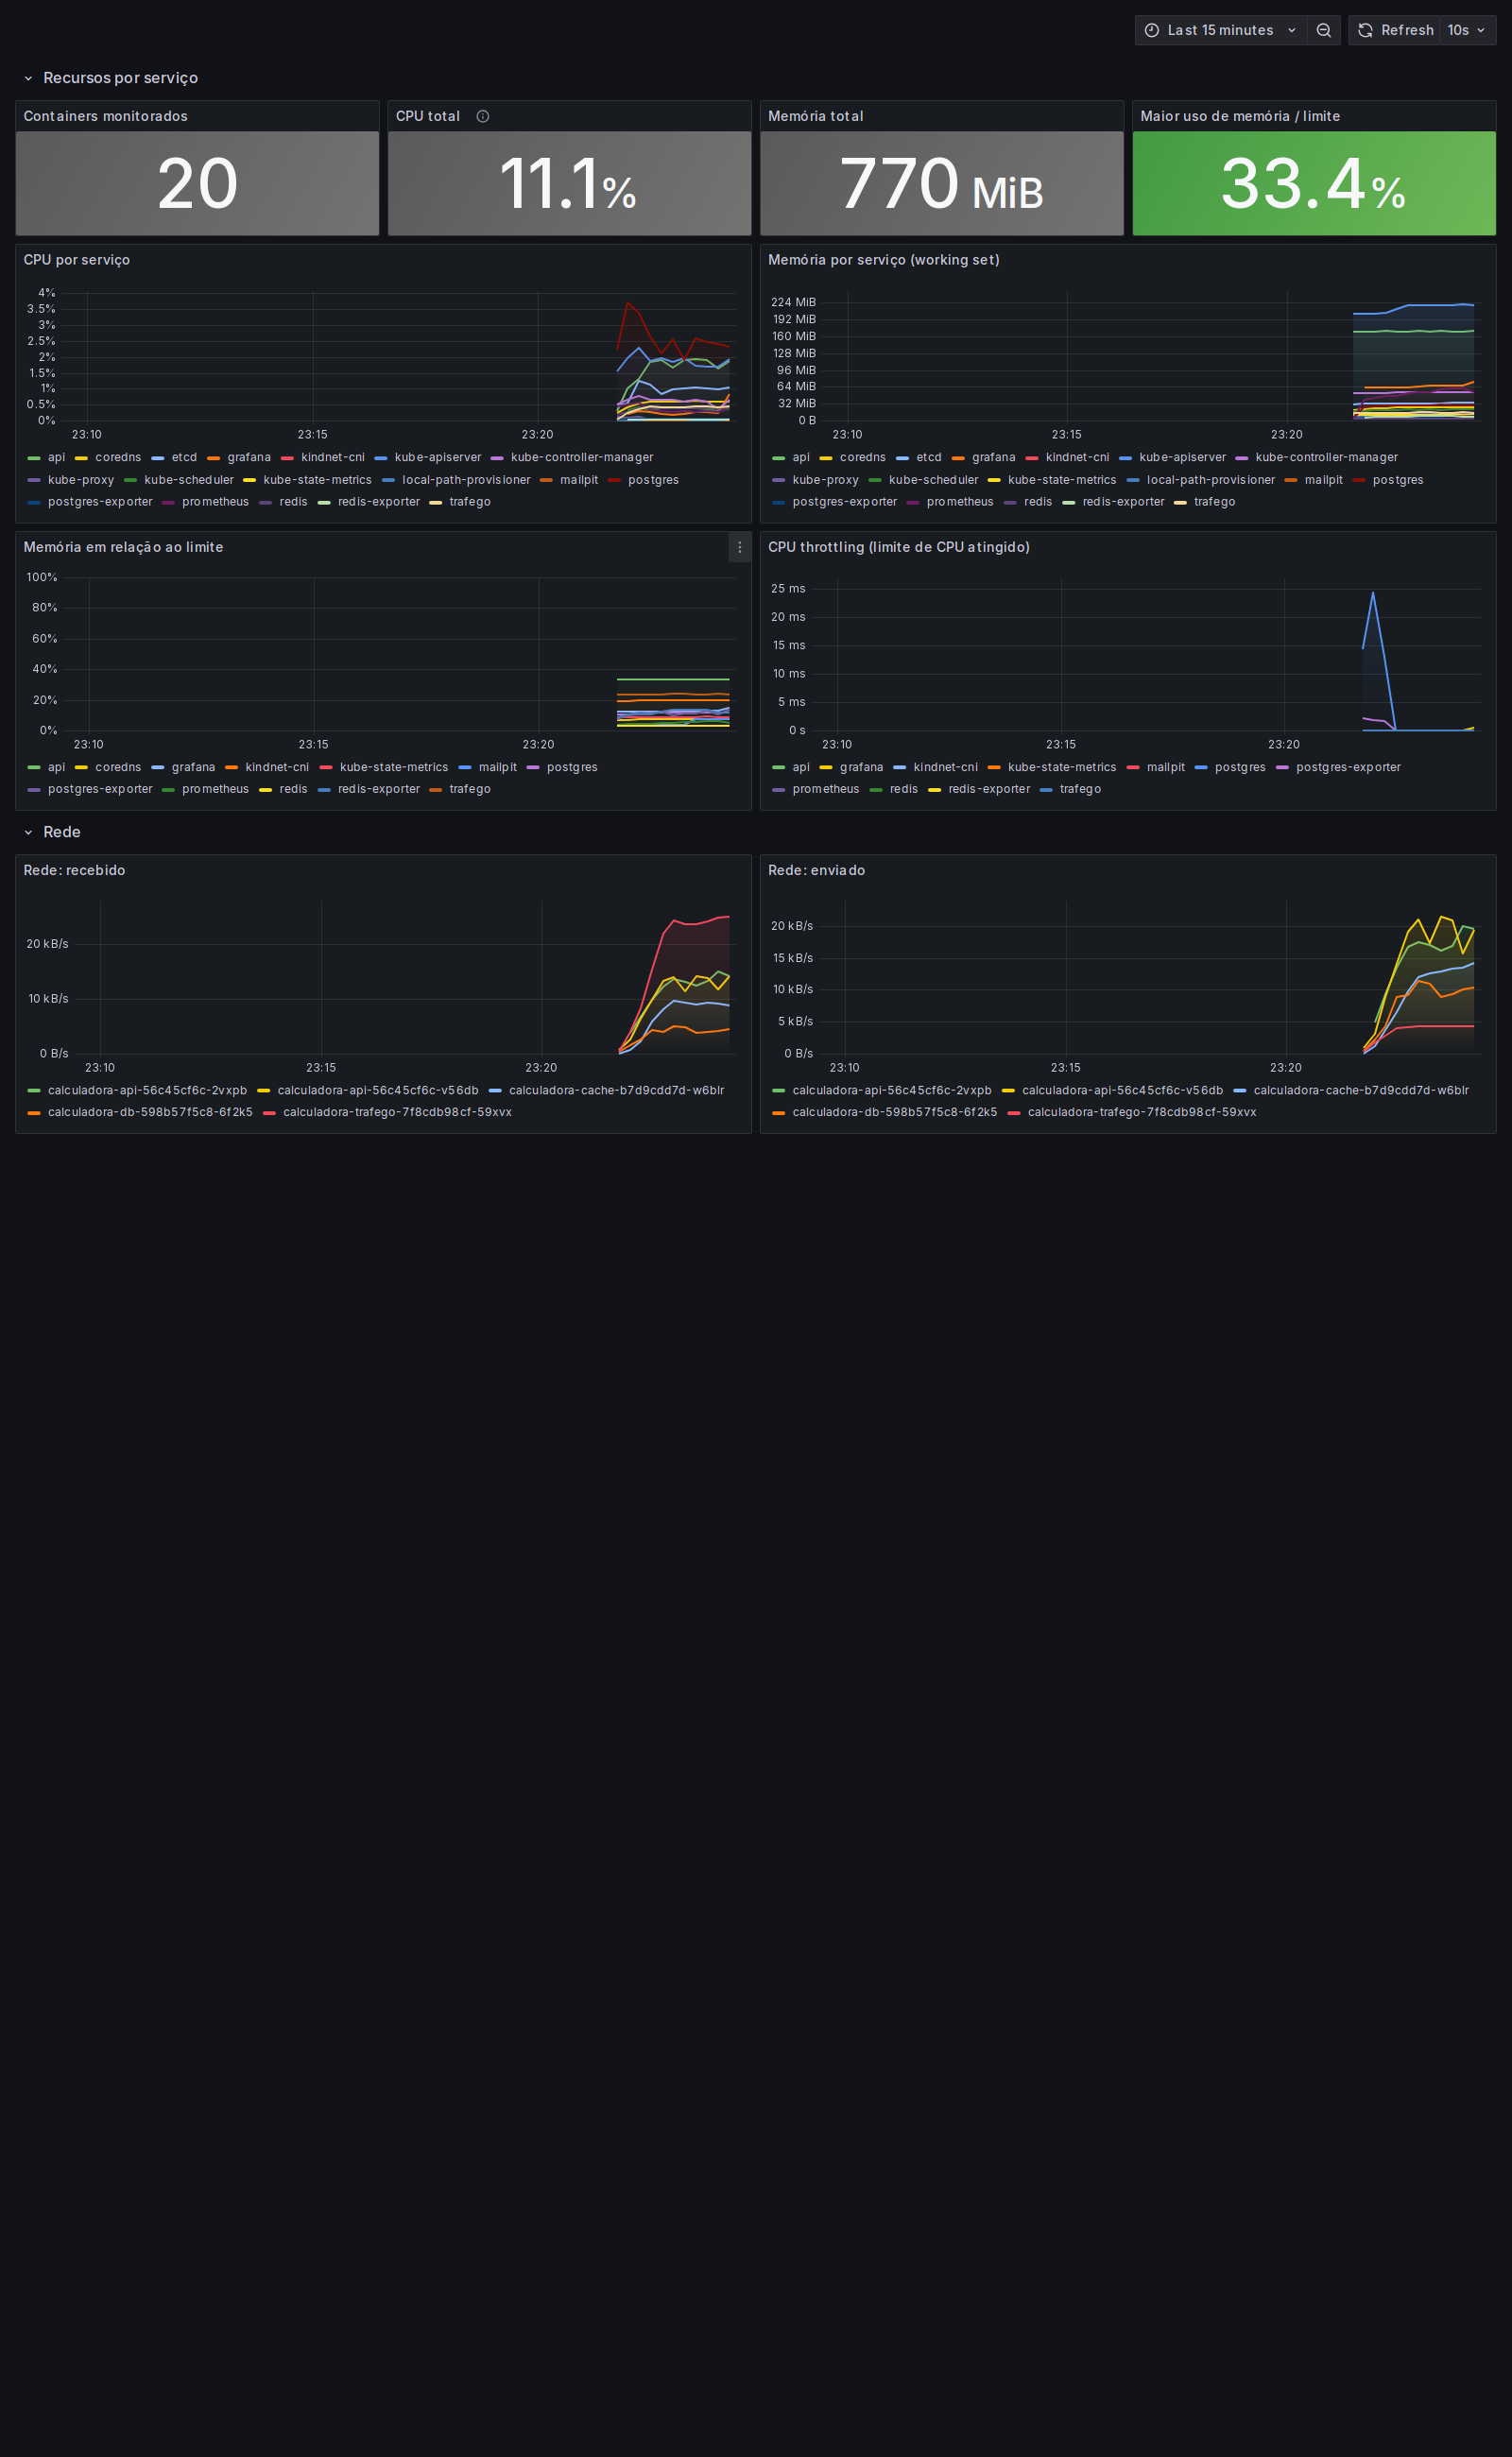 Last 15 minutes Refresh 10s
Recursos por serviço
Containers monitorados CPU total Memória total Maior uso de memória / limite
20 11.1% 770 MiB 33.4%
CPU por serviço
4%
3.5%
3%
2.5%
2%
1.5%
1%
0.5%
0%
23:10 23:15 23:20
api coredns etcd grafana kindnet-cni kube-apiserver kube-controller-manager
kube-proxy kube-scheduler kube-state-metrics local-path-provisioner mailpit postgres
postgres-exporter prometheus redis redis-exporter trafego
Memória por serviço (working set)
224 MiB
192 MiB
160 MiB
128 MiB
96 MiB
64 MiB
32 MiB
0 B
23:10 23:15 23:20
api coredns etcd grafana kindnet-cni kube-apiserver kube-controller-manager
kube-proxy kube-scheduler kube-state-metrics local-path-provisioner mailpit postgres
postgres-exporter prometheus redis redis-exporter trafego
Memória em relação ao limite
100%
80%
60%
40%
20%
0%
23:10 23:15 23:20
api coredns grafana kindnet-cni kube-state-metrics mailpit postgres
postgres-exporter prometheus redis redis-exporter trafego
CPU throttling (limite de CPU atingido)
25 ms
20 ms
15 ms
10 ms
5 ms
0 s
23:10 23:15 23:20
api grafana kindnet-cni kube-state-metrics mailpit postgres postgres-exporter
prometheus redis redis-exporter trafego
Rede
Rede: recebido
20 kB/s
10 kB/s
0 B/s
23:10 23:15 23:20
calculadora-api-56c45cf6c-2vxpb calculadora-api-56c45cf6c-v56db calculadora-cache-b7d9cdd7d-w6blr
calculadora-db-598b57f5c8-6f2k5 calculadora-trafego-7f8cdb98cf-59xvx
Rede: enviado
20 kB/s
15 kB/s
10 kB/s
5 kB/s
0 B/s
23:10 23:15 23:20
calculadora-api-56c45cf6c-2vxpb calculadora-api-56c45cf6c-v56db calculadora-cache-b7d9cdd7d-w6blr
calculadora-db-598b57f5c8-6f2k5 calculadora-trafego-7f8cdb98cf-59xvx